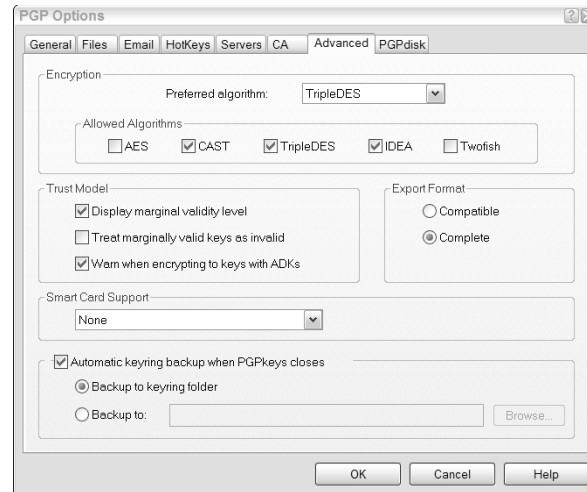 PGP Options
General Files Email HotKeys Servers CA Advanced PGPdisk
Encryption
Preferred algorithm: TripleDES
Allowed Algorithms
AES CAST TripleDES IDEA Twofish
Trust Model
Display marginal validity level
Treat marginally valid keys as invalid
Warn when encrypting to keys with ADKs
Export Format
Compatible
Complete
Smart Card Support
None
Automatic keyring backup when PGPkeys closes
Backup to keyring folder
Backup to: Browse...
OK Cancel Help